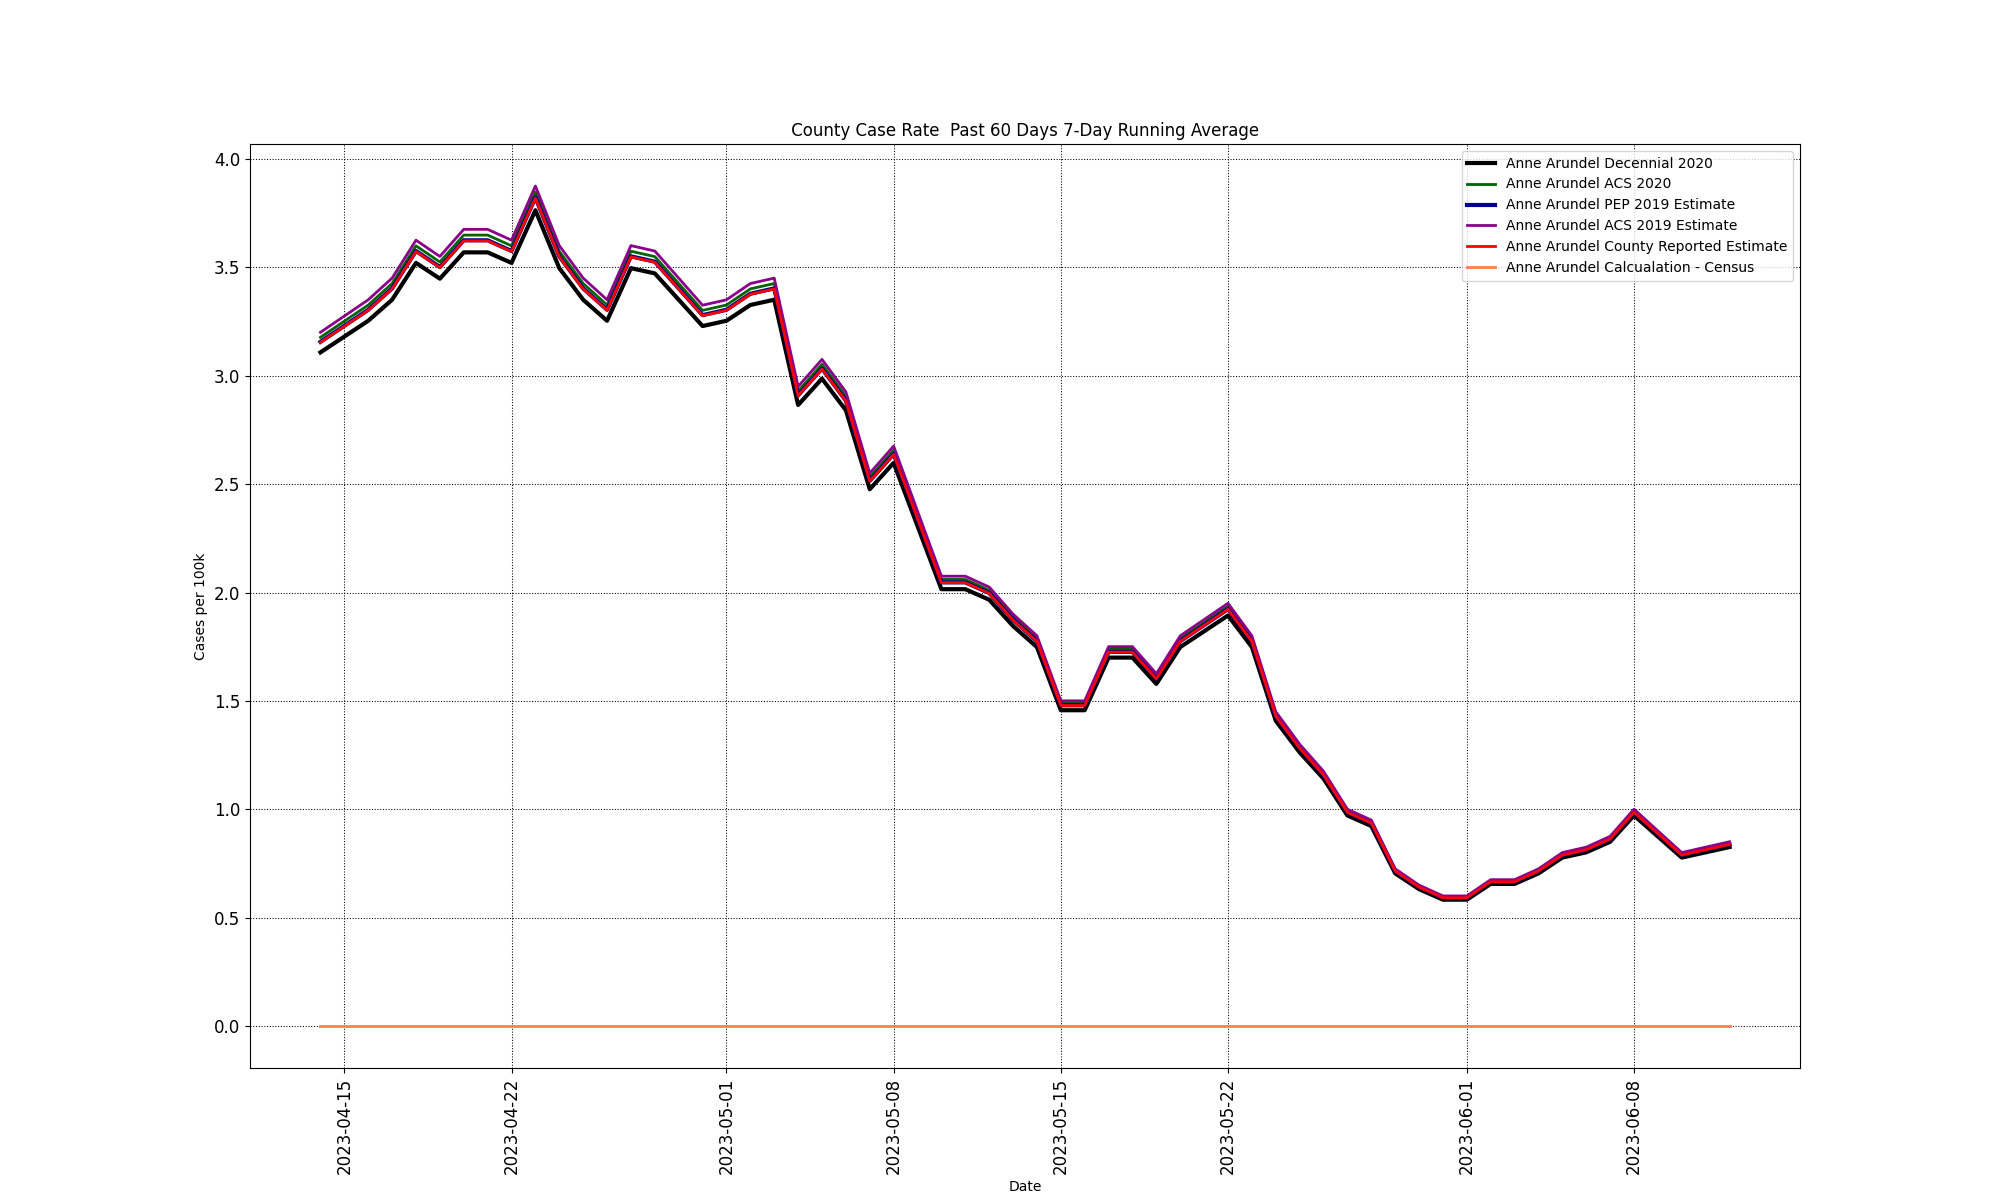 County Case Rate  Past 60 Days 7-Day Running Average
Anne Arundel Decennial 2020
Anne Arundel ACS 2020
Anne Arundel PEP 2019 Estimate
Anne Arundel ACS 2019 Estimate
Anne Arundel County Reported Estimate
Anne Arundel Calcualation - Census
Cases per 100k
4.0
3.5
3.0
2.5
2.0
1.5
1.0
0.5
0.0
2023-04-15
2023-04-22
2023-05-01
2023-05-08
2023-05-15
2023-05-22
2023-06-01
2023-06-08
Date